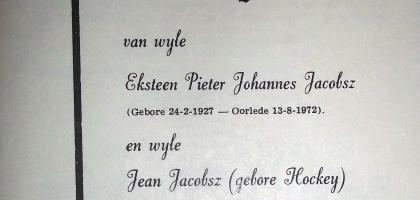 van wyle
Eksteen Pieter Johannes Jacobsz
(Gebore 24-2-1927 — Oorlede 13-8-1972).
en wyle
Jean Jacobsz (gebore Hockey)